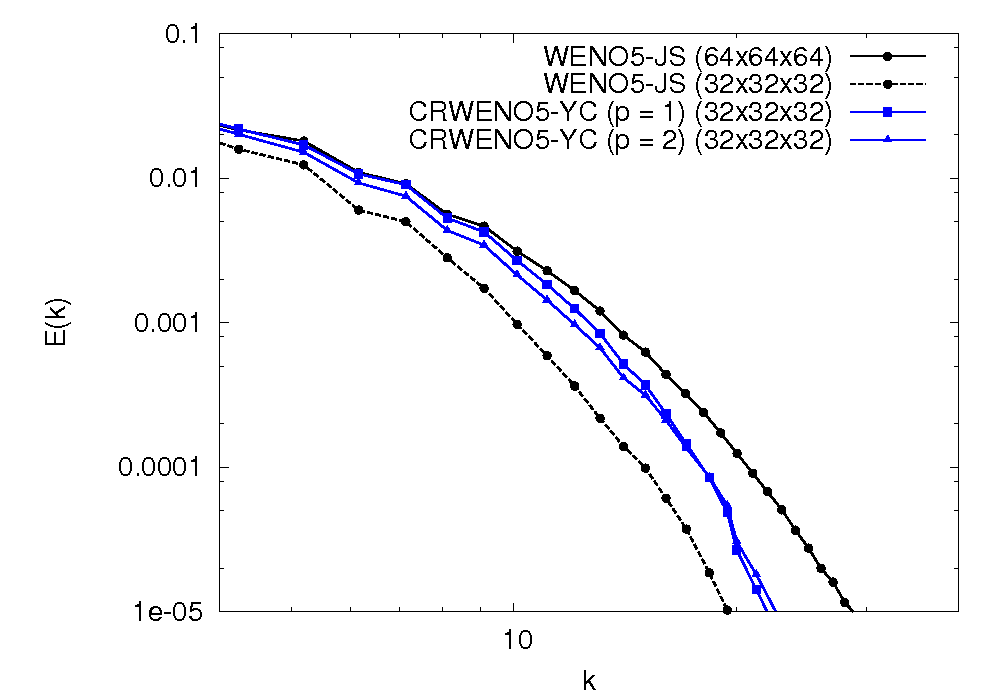 0.1
WENO5-JS (64x64x64)
WENO5-JS (32x32x32)
CRWENO5-YC (p = 1) (32x32x32)
CRWENO5-YC (p = 2) (32x32x32)
0.01
E(k)
0.001
0.0001
1e-05
10
k